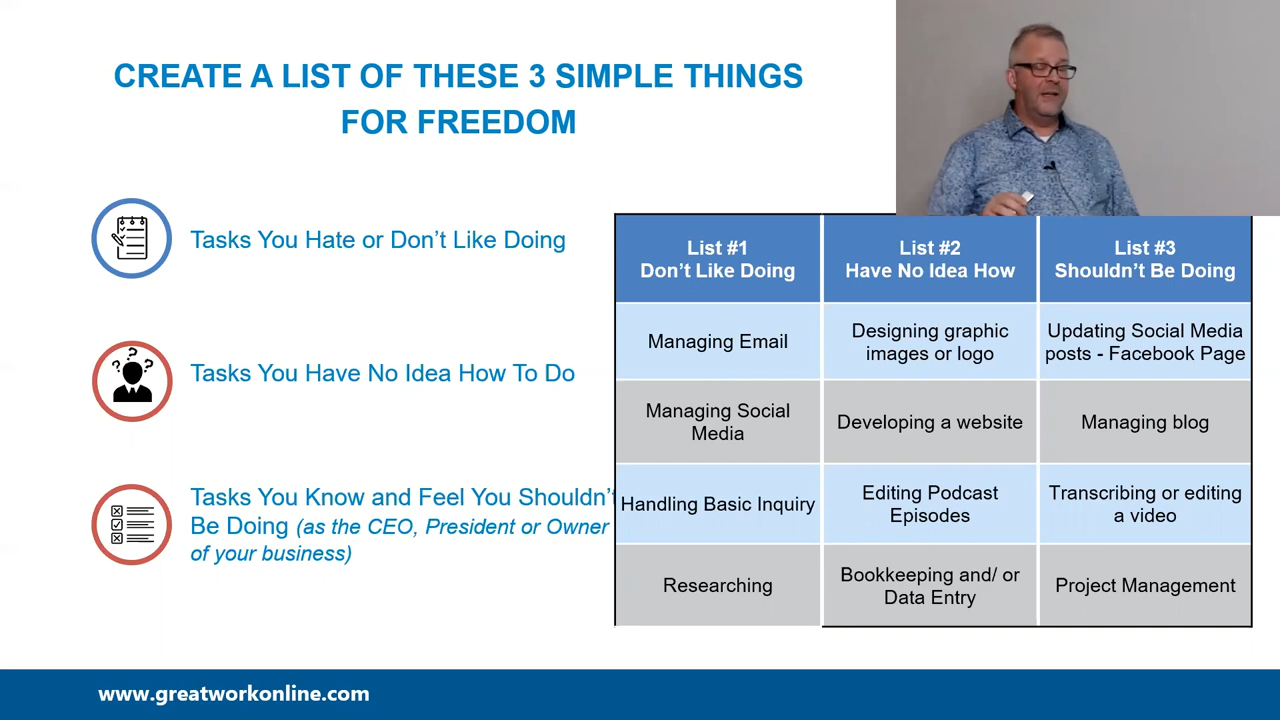 CREATE A LIST OF THESE 3 SIMPLE THINGS
FOR FREEDOM
Tasks You Hate or Don't Like Doing
Tasks You Have No Idea How To Do
Tasks You Know and Feel You Shouldn't
Be Doing (as the CEO, President or Owner
of your business)
List #1
Don't Like Doing
List #2
Have No Idea How
List #3
Shouldn't Be Doing
Managing Email
Designing graphic
images or logo
Updating Social Media
posts - Facebook Page
Managing Social
Media
Developing a website
Managing blog
Handling Basic Inquiry
Editing Podcast
Episodes
Transcribing or editing
a video
Researching
Bookkeeping and/ or
Data Entry
Project Management
www.greatworkonline.com